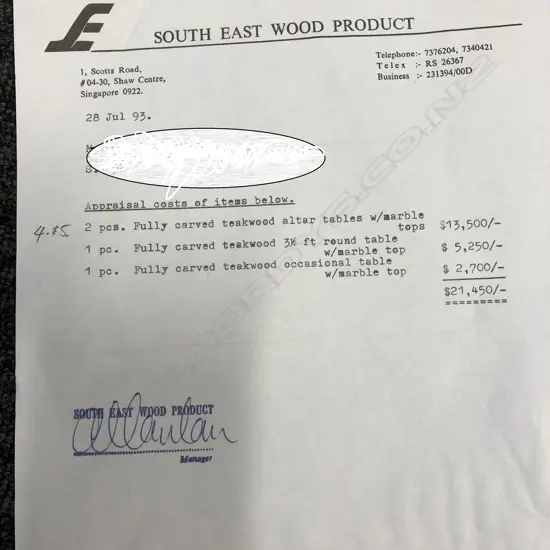 SOUTH EAST WOOD PRODUCT
1, Scotts Road,
#04-30, Shaw Centre,
Singapore 0922.
Telephone:- 7376204, 7340421
Telex :- RS 26367
Business :- 231394/00D
28 Jul 93.
Appraisal costs of items below.
2 pcs. Fully carved teakwood altar tables w/marble
tops $13,500/-
1 pc. Fully carved teakwood 3½ ft round table
w/marble top $ 5,250/-
1 pc. Fully carved teakwood occasional table
w/marble top $ 2,700/-
$21,450/-
SOUTH EAST WOOD PRODUCT
Manager